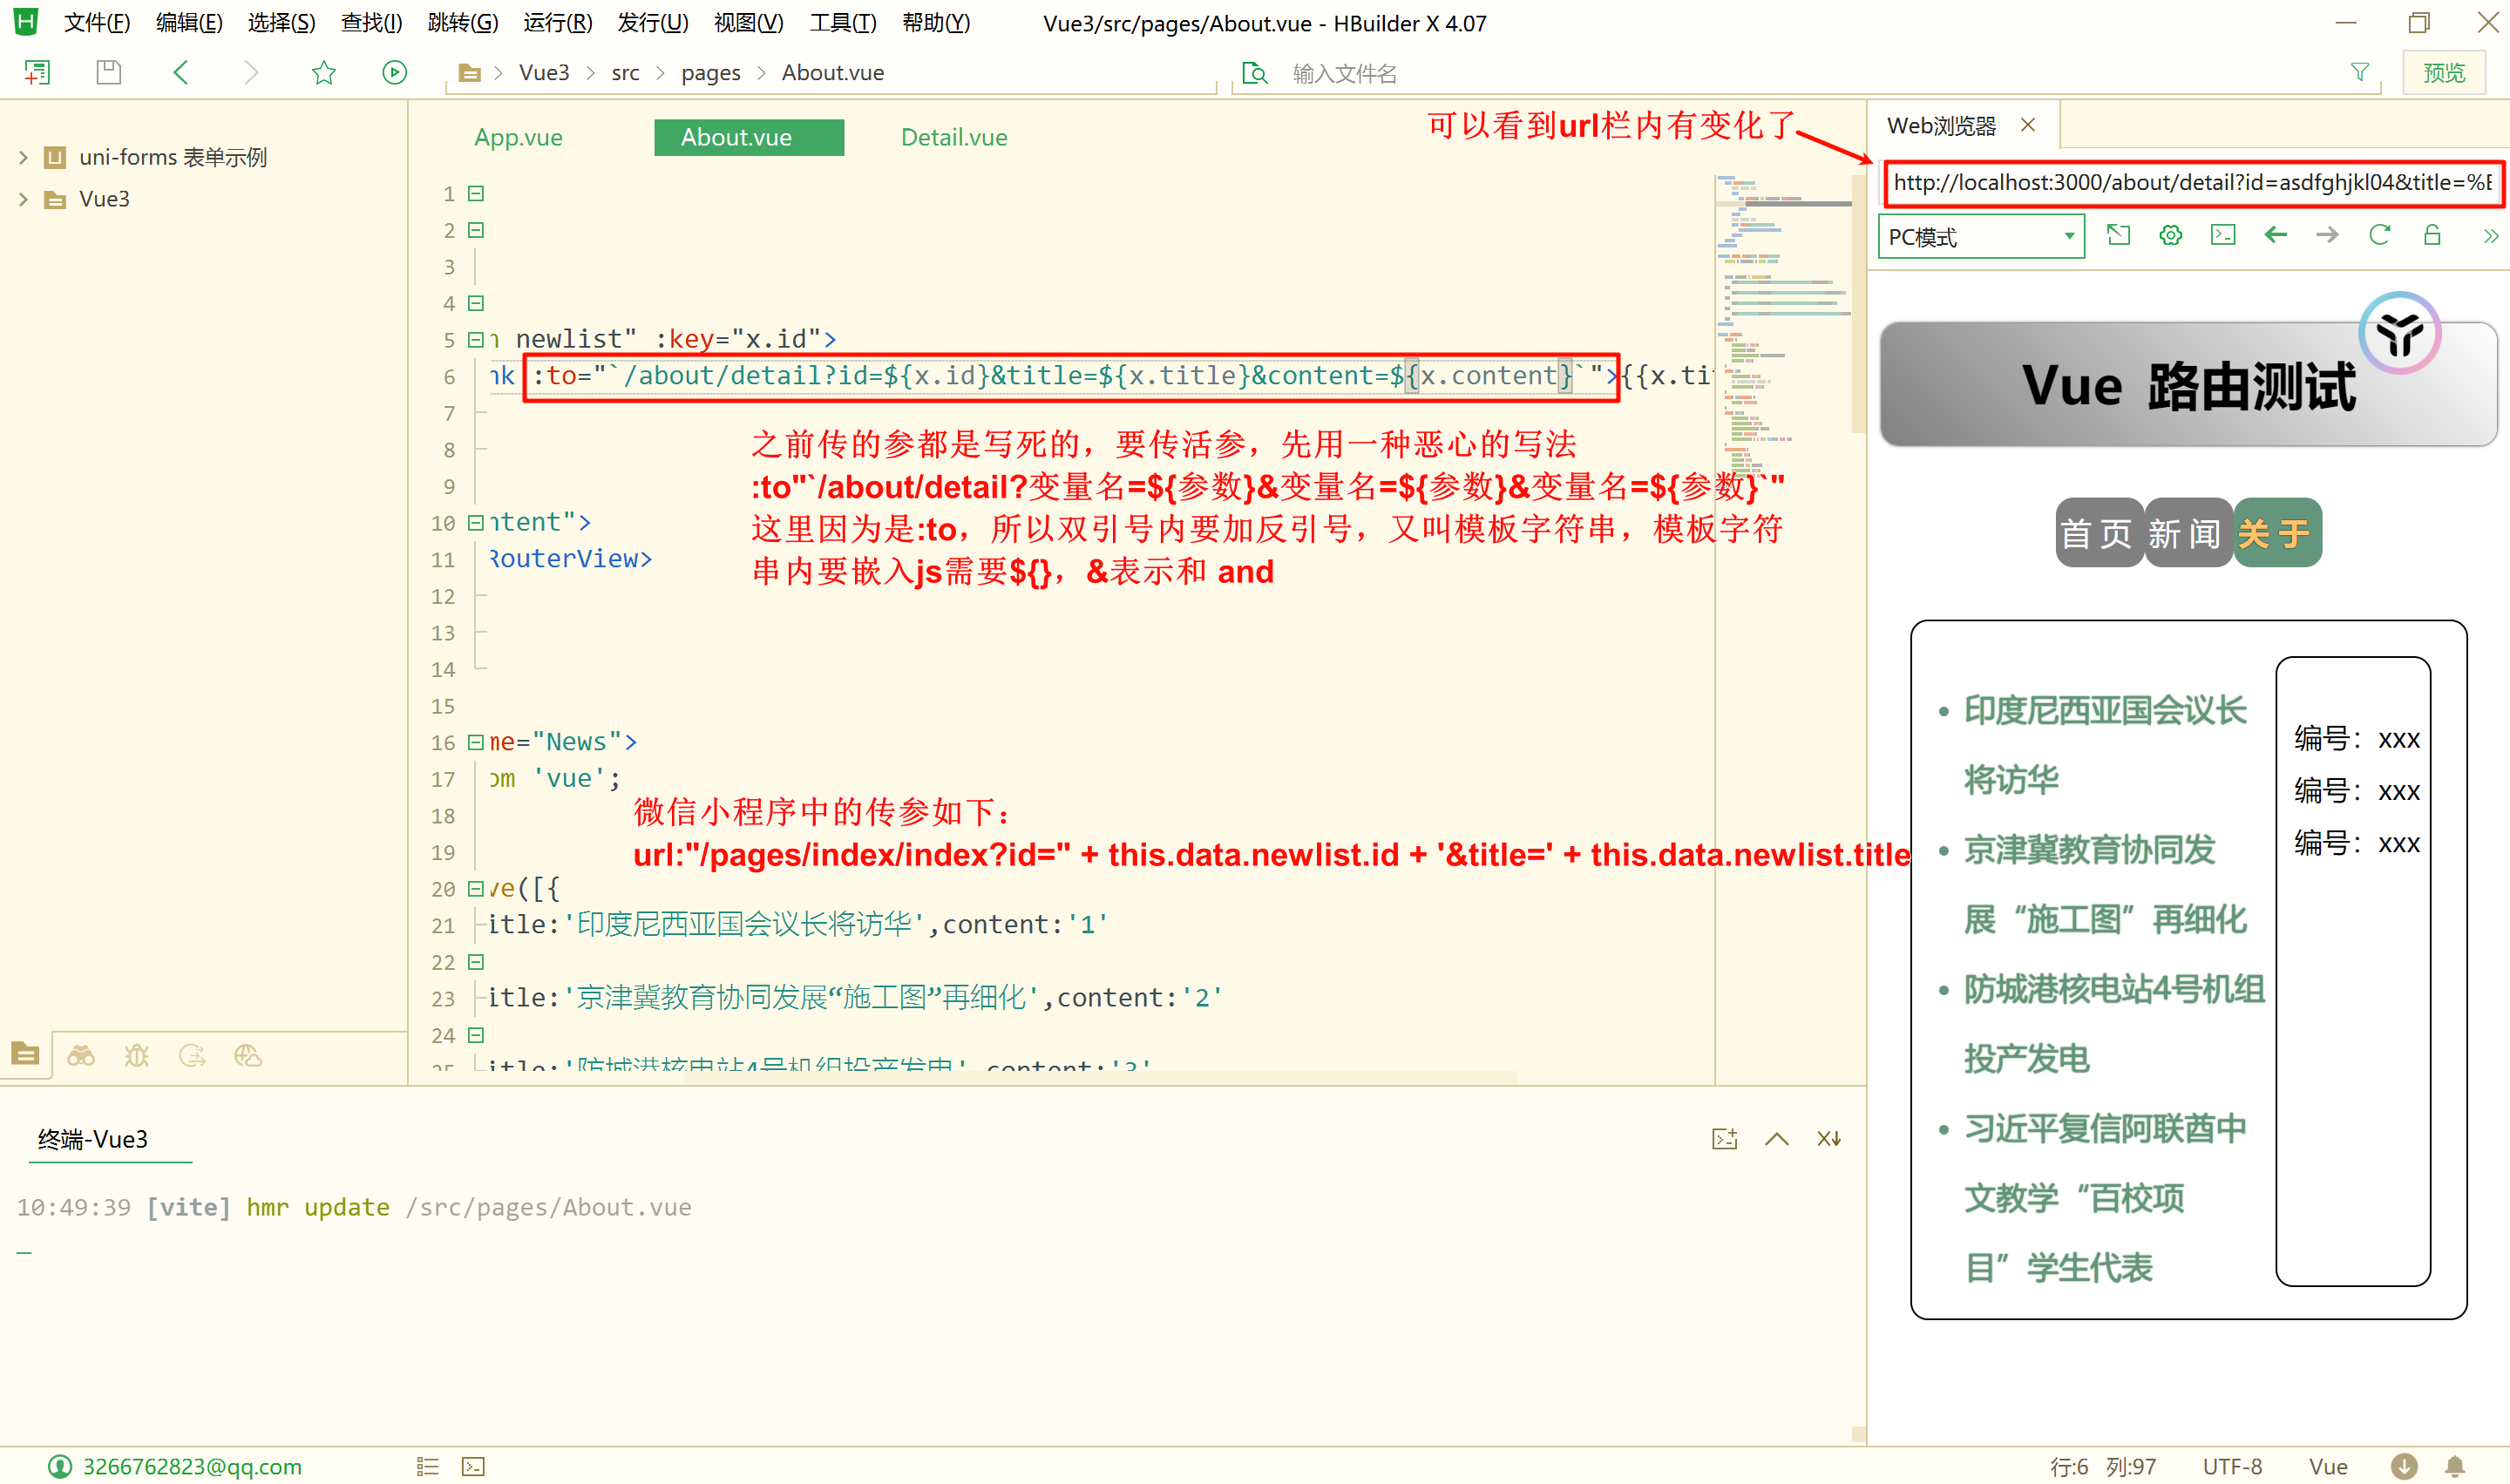 文件(F) 编辑(E) 选择(S) 查找(I) 跳转(G) 运行(R) 发行(U) 视图(V) 工具(T) 帮助(Y) Vue3/src/pages/About.vue - HBuilder X 4.07
Vue3 src pages About.vue 输入文件名 预览
uni-forms 表单示例
Vue3
App.vue About.vue Detail.vue
可以看到url栏内有变化了
1
2
3
4
5 n newlist" :key="x.id">
6 nk :to="`/about/detail?id=${x.id}&title=${x.title}&content=${x.content}`">{{x.tit
7
8
9
10 ntent">
11 RouterView>
12
13
14
15
16 me="News">
17 om 'vue';
18
19
20 ve([{
21 itle:'印度尼西亚国会议长将访华',content:'1'
22
23 itle:'京津冀教育协同发展“施工图”再细化',content:'2'
24
25 itle:'防城港核电站4号机组投产发电',content:'3'
之前传的参都是写死的，要传活参，先用一种恶心的写法
:to"`/about/detail?变量名=${参数}&变量名=${参数}&变量名=${参数}`"
这里因为是:to，所以双引号内要加反引号，又叫模板字符串，模板字符
串内要嵌入js需要${}，&表示和 and
微信小程序中的传参如下：
url:"/pages/index/index?id=" + this.data.newlist.id + '&title=' + this.data.newlist.title
Web浏览器
http://localhost:3000/about/detail?id=asdfghjkl04&title=%E
PC模式
Vue 路由测试
首页 新闻 关于
印度尼西亚国会议长
将访华
京津冀教育协同发
展“施工图”再细化
防城港核电站4号机组
投产发电
习近平复信阿联酋中
文教学“百校项
目”学生代表
编号：xxx
编号：xxx
编号：xxx
终端-Vue3
10:49:39 [vite] hmr update /src/pages/About.vue
3266762823@qq.com 行:6 列:97 UTF-8 Vue